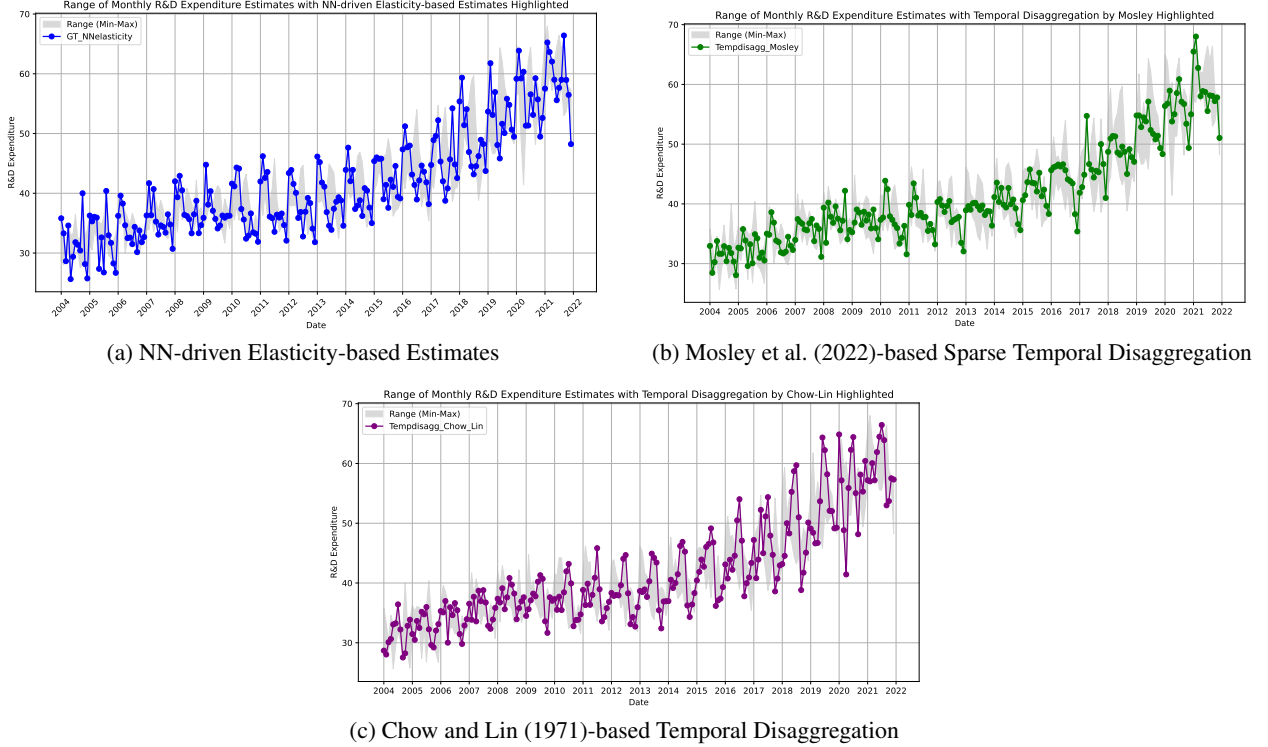 Range of Monthly R&D Expenditure Estimates with NN-driven Elasticity-based Estimates Highlighted
Range (Min-Max)
GT_NNelasticity
70
60
50
40
30
R&D Expenditure
2004 2005 2006 2007 2008 2009 2010 2011 2012 2013 2014 2015 2016 2017 2018 2019 2020 2021 2022
Date
(a) NN-driven Elasticity-based Estimates
Range of Monthly R&D Expenditure Estimates with Temporal Disaggregation by Mosley Highlighted
Range (Min-Max)
Tempdisagg_Mosley
70
60
50
40
30
R&D Expenditure
2004 2005 2006 2007 2008 2009 2010 2011 2012 2013 2014 2015 2016 2017 2018 2019 2020 2021 2022
Date
(b) Mosley et al. (2022)-based Sparse Temporal Disaggregation
Range of Monthly R&D Expenditure Estimates with Temporal Disaggregation by Chow-Lin Highlighted
Range (Min-Max)
Tempdisagg_Chow_Lin
70
60
50
40
30
R&D Expenditure
2004 2005 2006 2007 2008 2009 2010 2011 2012 2013 2014 2015 2016 2017 2018 2019 2020 2021 2022
Date
(c) Chow and Lin (1971)-based Temporal Disaggregation